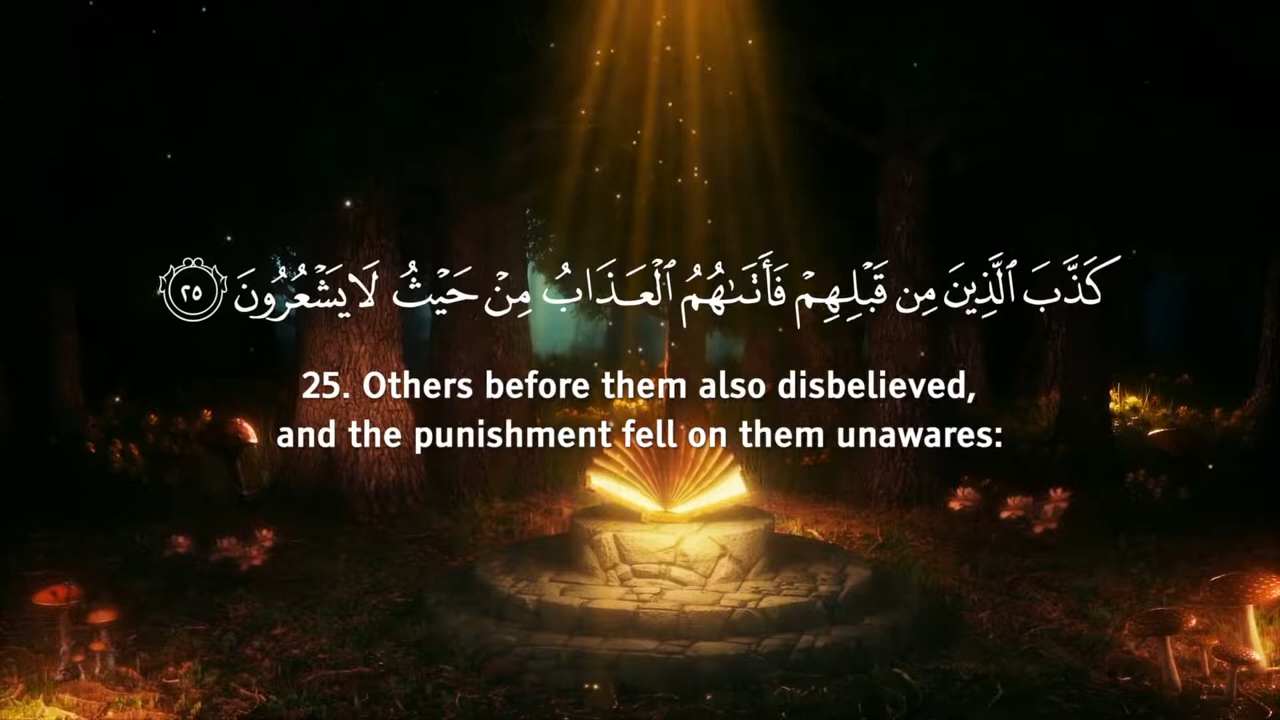 كَذَّبَ ٱلَّذِينَ مِن قَبْلِهِمْ فَأَتَىٰهُمُ ٱلْعَذَابُ مِنْ حَيْثُ لَا يَشْعُرُونَ ٢٥
25. Others before them also disbelieved,
and the punishment fell on them unawares: